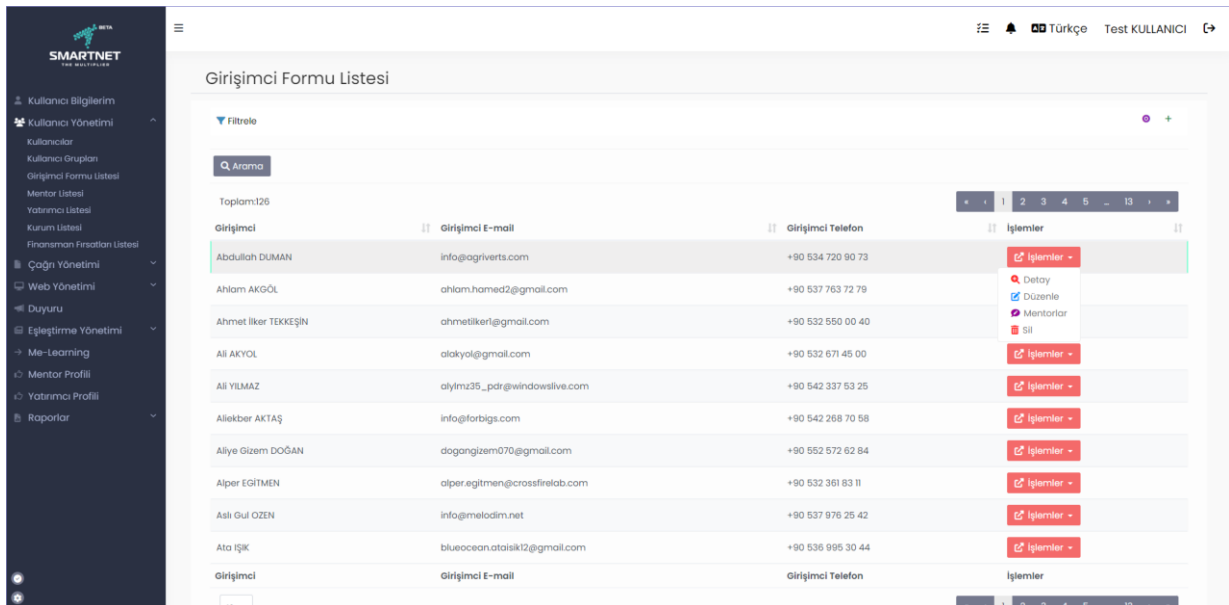 BETA
SMARTNET
THE MULTIPLIER
Türkçe Test KULLANICI
Girişimci Formu Listesi
Kullanıcı Bilgilerim
Kullanıcı Yönetimi
Kullanıcılar
Kullanıcı Grupları
Girişimci Formu Listesi
Mentor Listesi
Yatırımcı Listesi
Kurum Listesi
Finansman Fırsatları Listesi
Çağrı Yönetimi
Web Yönetimi
Duyuru
Eşleştirme Yönetimi
Me-Learning
Mentor Profili
Yatırımcı Profili
Raporlar
Filtrele
+
Arama
Toplam:126
« ‹ 1 2 3 4 5 ... 13 › »
Girişimci Girişimci E-mail Girişimci Telefon İşlemler
Abdullah DUMAN info@agriverts.com +90 534 720 90 73 İşlemler
Detay
Düzenle
Mentorlar
Sil
Ahlam AKGÖL ahlam.hamed2@gmail.com +90 537 763 72 79
Ahmet İlker TEKKEŞİN ahmetilker1@gmail.com +90 532 550 00 40
Ali AKYOL alakyol@gmail.com +90 532 671 45 00 İşlemler
Ali YILMAZ alylmz35_pdr@windowslive.com +90 542 337 53 25 İşlemler
Aliekber AKTAŞ info@forbigs.com +90 542 268 70 58 İşlemler
Aliye Gizem DOĞAN dogangizem070@gmail.com +90 552 572 62 84 İşlemler
Alper EGİTMEN alper.egitmen@crossfirelab.com +90 532 361 83 11 İşlemler
Aslı Gul OZEN info@melodim.net +90 537 976 25 42 İşlemler
Ata IŞIK blueocean.ataisik12@gmail.com +90 536 995 30 44 İşlemler
Girişimci Girişimci E-mail Girişimci Telefon İşlemler